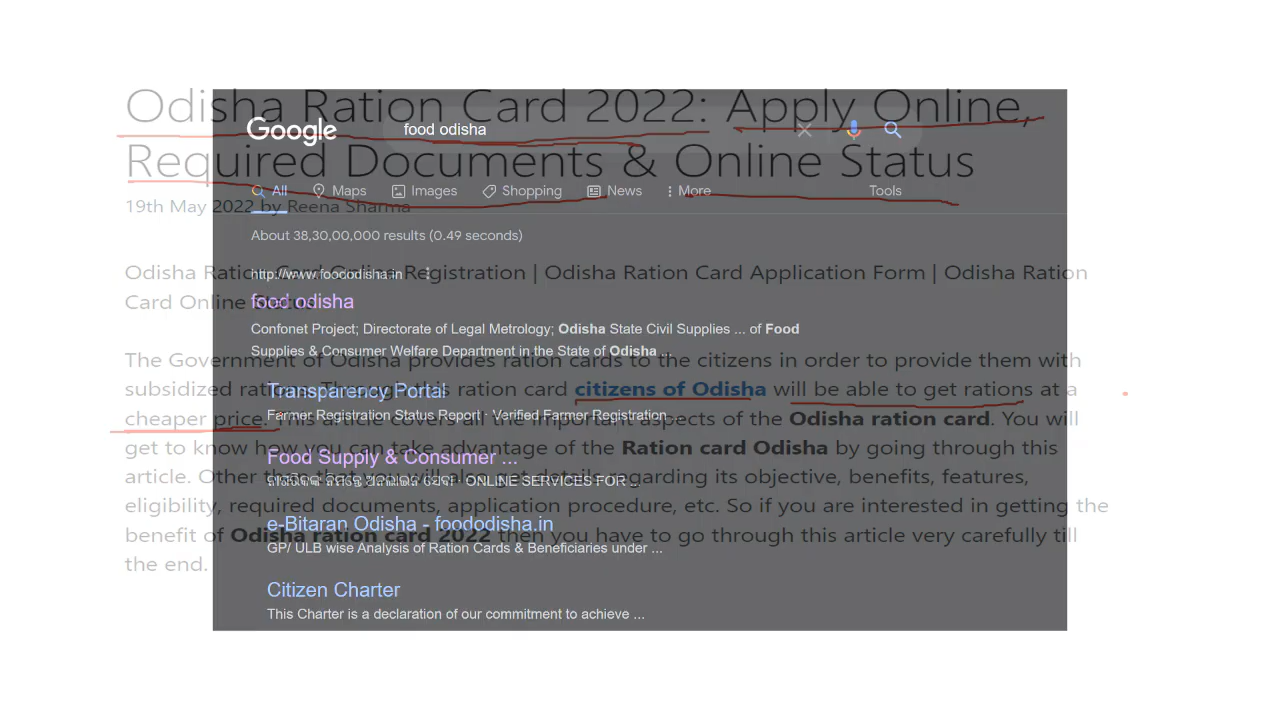 Odisha Ration Card 2022: Apply Online,
Required Documents & Online Status
19th May 2022 by Reena Sharma
Odisha Ration Card Online Registration | Odisha Ration Card Application Form | Odisha Ration
Card Online Status
The Government of Odisha provides ration cards to the citizens in order to provide them with
subsidized rations. Through this ration card citizens of Odisha will be able to get rations at a
cheaper price. This article covers all the important aspects of the Odisha ration card. You will
get to know how you can take advantage of the Ration card Odisha by going through this
article. Other than that you will also get details regarding its objective, benefits, features,
eligibility, required documents, application procedure, etc. So if you are interested in getting the
benefit of Odisha ration card 2022 then you have to go through this article very carefully till
the end.
Google
food odisha
All Maps Images Shopping News More Tools
About 38,30,00,000 results (0.49 seconds)
http://www.foododisha.in
food odisha
Confonet Project; Directorate of Legal Metrology; Odisha State Civil Supplies ... of Food
Supplies & Consumer Welfare Department in the State of Odisha ...
Transparency Portal
Farmer Registration Status Report · Verified Farmer Registration ...
Food Supply & Consumer ...
ONLINE SERVICES FOR ...
e-Bitaran Odisha - foododisha.in
GP/ ULB wise Analysis of Ration Cards & Beneficiaries under ...
Citizen Charter
This Charter is a declaration of our commitment to achieve ...